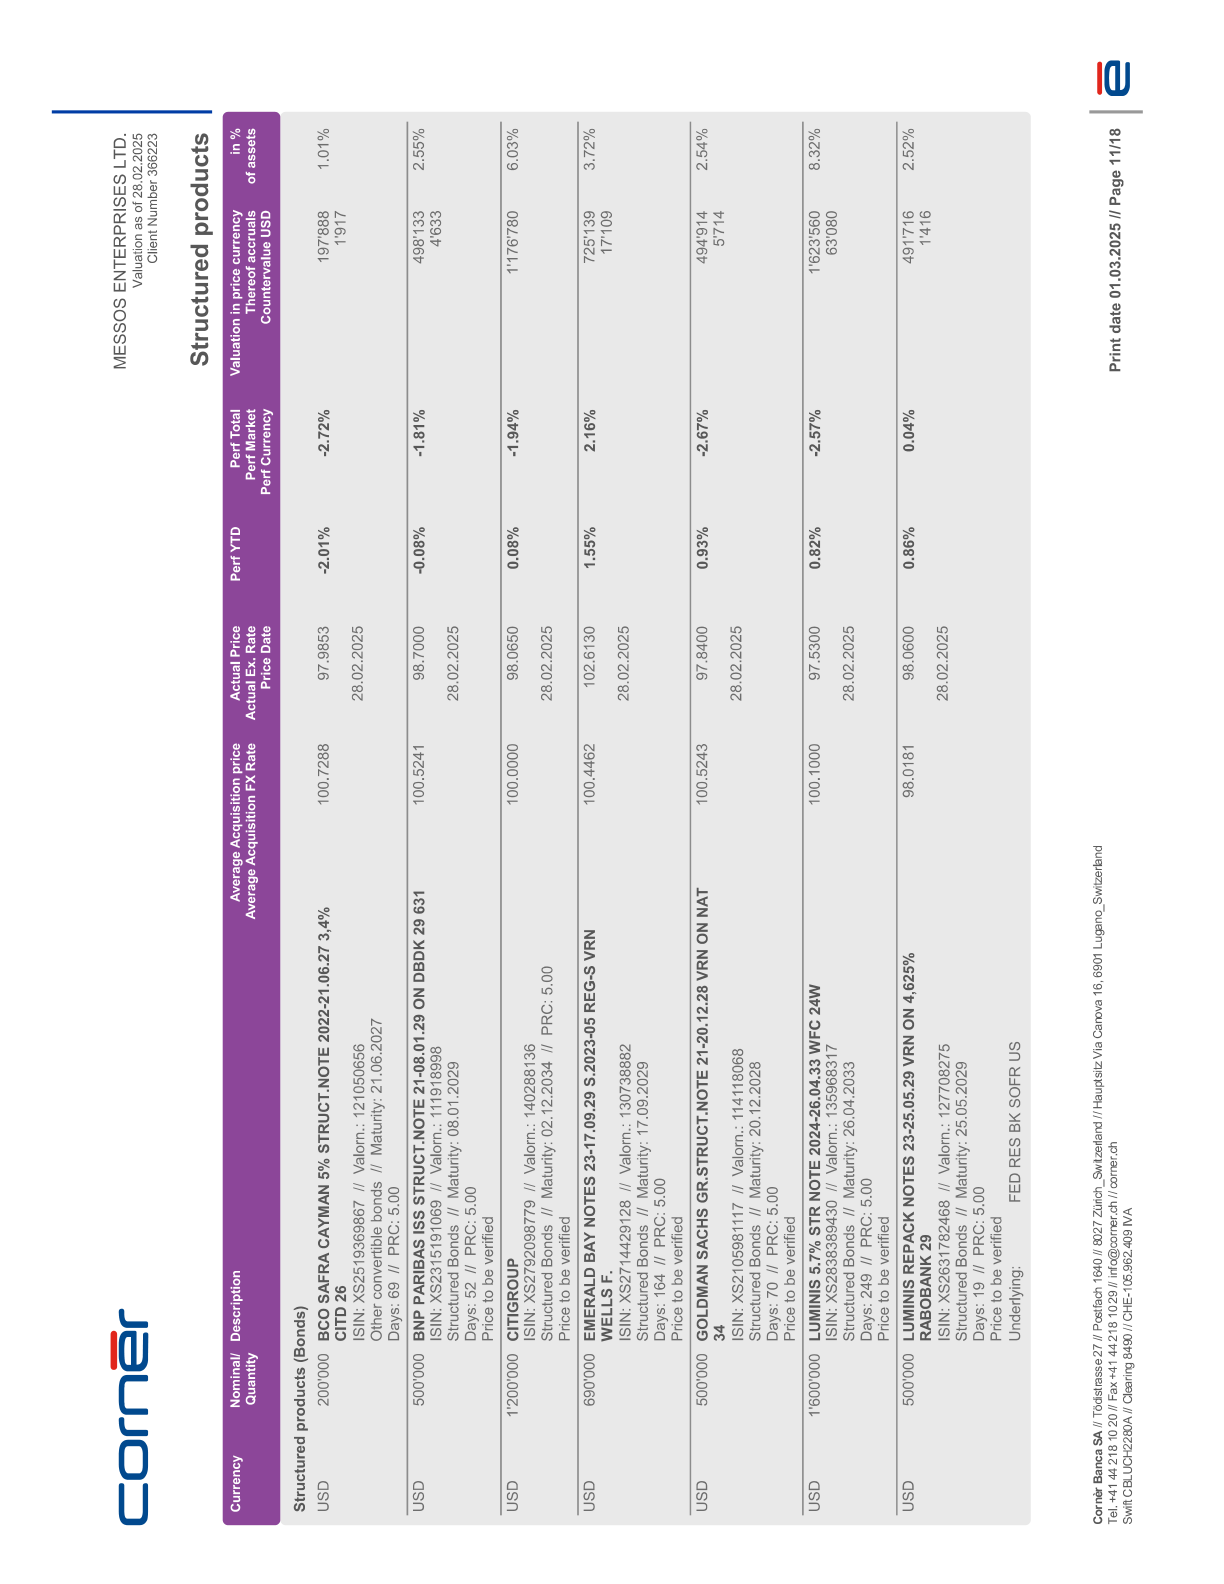 cornèr
MESSOS ENTERPRISES LTD.
Valuation as of 28.02.2025
Client Number 366223
Structured products
Currency Nominal/ Description Average Acquisition price Actual Price Perf YTD Perf Total Valuation in price currency in %
Quantity Average Acquisition FX Rate Actual Ex. Rate Perf Market Thereof accruals of assets
Price Date Perf Currency Countervalue USD
Structured products (Bonds)
USD 200'000 BCO SAFRA CAYMAN 5% STRUCT.NOTE 2022-21.06.27 3,4% 100.7288 97.9853 -2.01% -2.72% 197'888 1.01%
CITD 26 1'917
ISIN: XS2519369867 // Valorn.: 121050656 28.02.2025
Other convertible bonds // Maturity: 21.06.2027
Days: 69 // PRC: 5.00
USD 500'000 BNP PARIBAS ISS STRUCT.NOTE 21-08.01.29 ON DBDK 29 631 100.5241 98.7000 -0.08% -1.81% 498'133 2.55%
ISIN: XS2315191069 // Valorn.: 111918998 4'633
Structured Bonds // Maturity: 08.01.2029 28.02.2025
Days: 52 // PRC: 5.00
Price to be verified
USD 1'200'000 CITIGROUP 100.0000 98.0650 0.08% -1.94% 1'176'780 6.03%
ISIN: XS2792098779 // Valorn.: 140288136
Structured Bonds // Maturity: 02.12.2034 // PRC: 5.00 28.02.2025
Price to be verified
USD 690'000 EMERALD BAY NOTES 23-17.09.29 S.2023-05 REG-S VRN 100.4462 102.6130 1.55% 2.16% 725'139 3.72%
WELLS F. 17'109
ISIN: XS2714429128 // Valorn.: 130738882 28.02.2025
Structured Bonds // Maturity: 17.09.2029
Days: 164 // PRC: 5.00
Price to be verified
USD 500'000 GOLDMAN SACHS GR.STRUCT.NOTE 21-20.12.28 VRN ON NAT 100.5243 97.8400 0.93% -2.67% 494'914 2.54%
34 5'714
ISIN: XS2105981117 // Valorn.: 114118068 28.02.2025
Structured Bonds // Maturity: 20.12.2028
Days: 70 // PRC: 5.00
Price to be verified
USD 1'600'000 LUMINIS 5.7% STR NOTE 2024-26.04.33 WFC 24W 100.1000 97.5300 0.82% -2.57% 1'623'560 8.32%
ISIN: XS2838389430 // Valorn.: 135968317 63'080
Structured Bonds // Maturity: 26.04.2033 28.02.2025
Days: 249 // PRC: 5.00
Price to be verified
USD 500'000 LUMINIS REPACK NOTES 23-25.05.29 VRN ON 4,625% 98.0181 98.0600 0.86% 0.04% 491'716 2.52%
RABOBANK 29 1'416
ISIN: XS2631782468 // Valorn.: 127708275 28.02.2025
Structured Bonds // Maturity: 25.05.2029
Days: 19 // PRC: 5.00
Price to be verified
Underlying: FED RES BK SOFR US
Cornèr Banca SA // Tödistrasse 27 // Postfach 1640 // 8027 Zürich_Switzerland // Hauptsitz Via Canova 16, 6901 Lugano_Switzerland
Tel. +41 44 218 10 20 // Fax +41 44 218 10 29 // info@corner.ch // corner.ch
Swift CBLUCH2280A // Clearing 8490 // CHE-105.962.409 IVA
Print date 01.03.2025 // Page 11/18